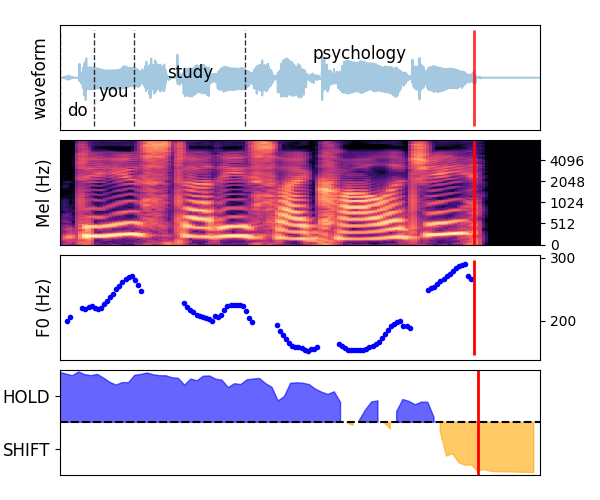 waveform
do
you
study
psychology
Mel (Hz)
4096
2048
1024
512
0
F0 (Hz)
300
200
HOLD
SHIFT